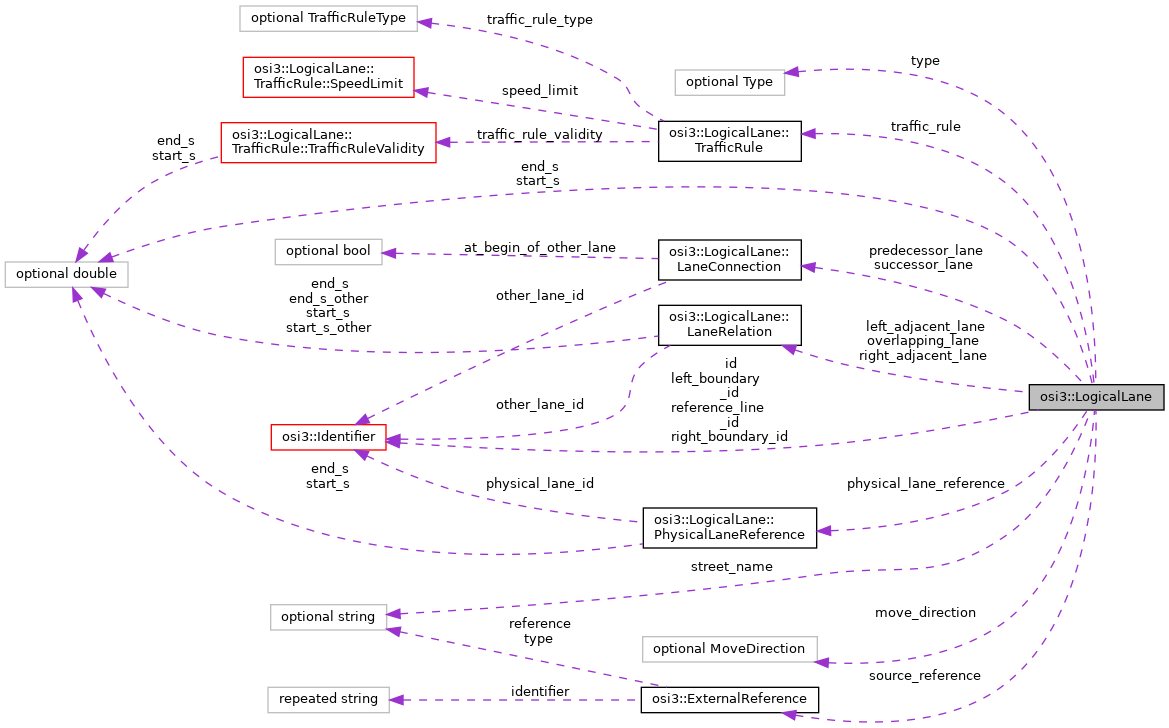 optional TrafficRuleType
traffic_rule_type
osi3::LogicalLane::
TrafficRule::SpeedLimit
speed_limit
optional Type
type
osi3::LogicalLane::
TrafficRule::TrafficRuleValidity
traffic_rule_validity
osi3::LogicalLane::
TrafficRule
traffic_rule
end_s
start_s
end_s
start_s
optional double
optional bool
at_begin_of_other_lane
osi3::LogicalLane::
LaneConnection
predecessor_lane
successor_lane
end_s
end_s_other
start_s
start_s_other
other_lane_id
osi3::LogicalLane::
LaneRelation
left_adjacent_lane
overlapping_lane
right_adjacent_lane
osi3::LogicalLane
id
left_boundary
_id
reference_line
_id
right_boundary_id
other_lane_id
osi3::Identifier
end_s
start_s
physical_lane_id
physical_lane_reference
osi3::LogicalLane::
PhysicalLaneReference
street_name
optional string
reference
type
move_direction
optional MoveDirection
source_reference
repeated string
identifier
osi3::ExternalReference